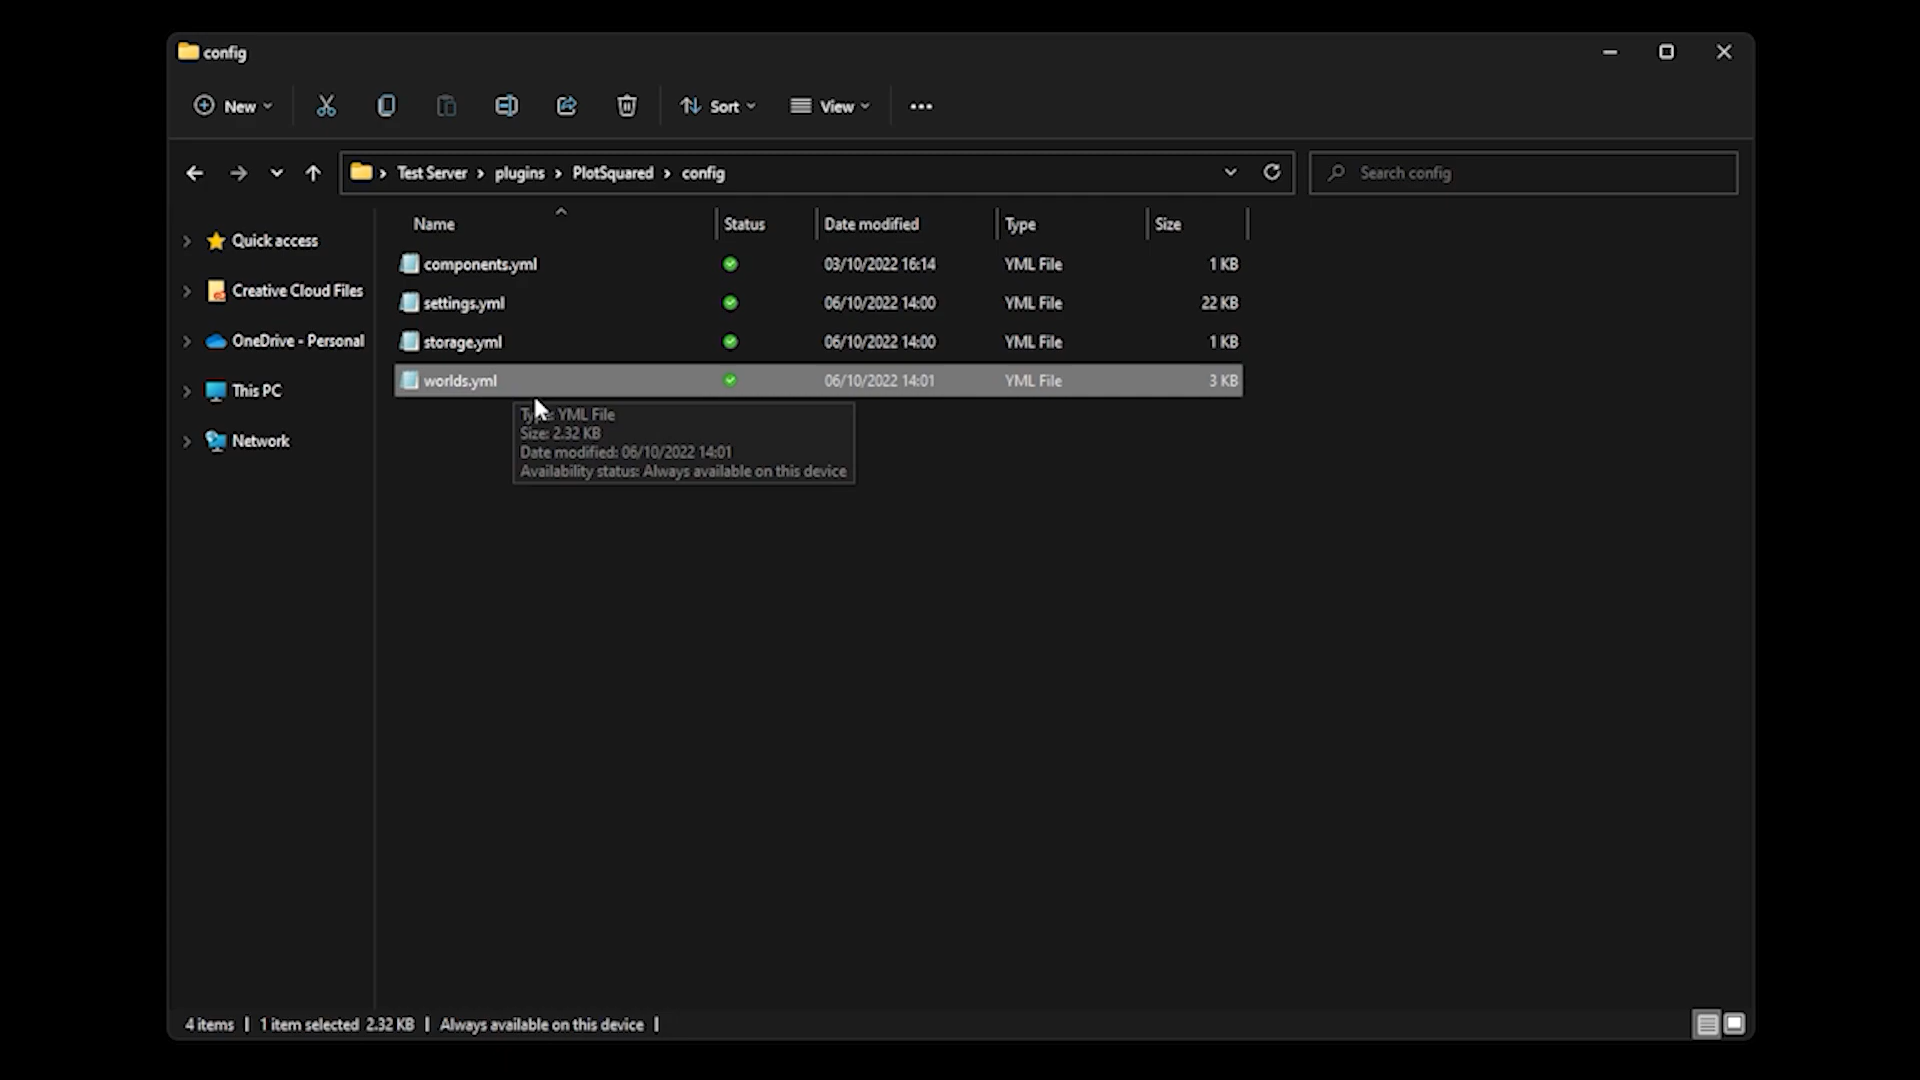 config
New
Sort
View
Test Server > plugins > PlotSquared > config
Search config
Name Status Date modified Type Size
Quick access
Creative Cloud Files
OneDrive - Personal
This PC
Network
components.yml 03/10/2022 16:14 YML File 1 KB
settings.yml 06/10/2022 14:00 YML File 22 KB
storage.yml 06/10/2022 14:00 YML File 1 KB
worlds.yml 06/10/2022 14:01 YML File 3 KB
Type: YML File
Size: 2.32 KB
Date modified: 06/10/2022 14:01
Availability status: Always available on this device
4 items | 1 item selected 2.32 KB | Always available on this device |